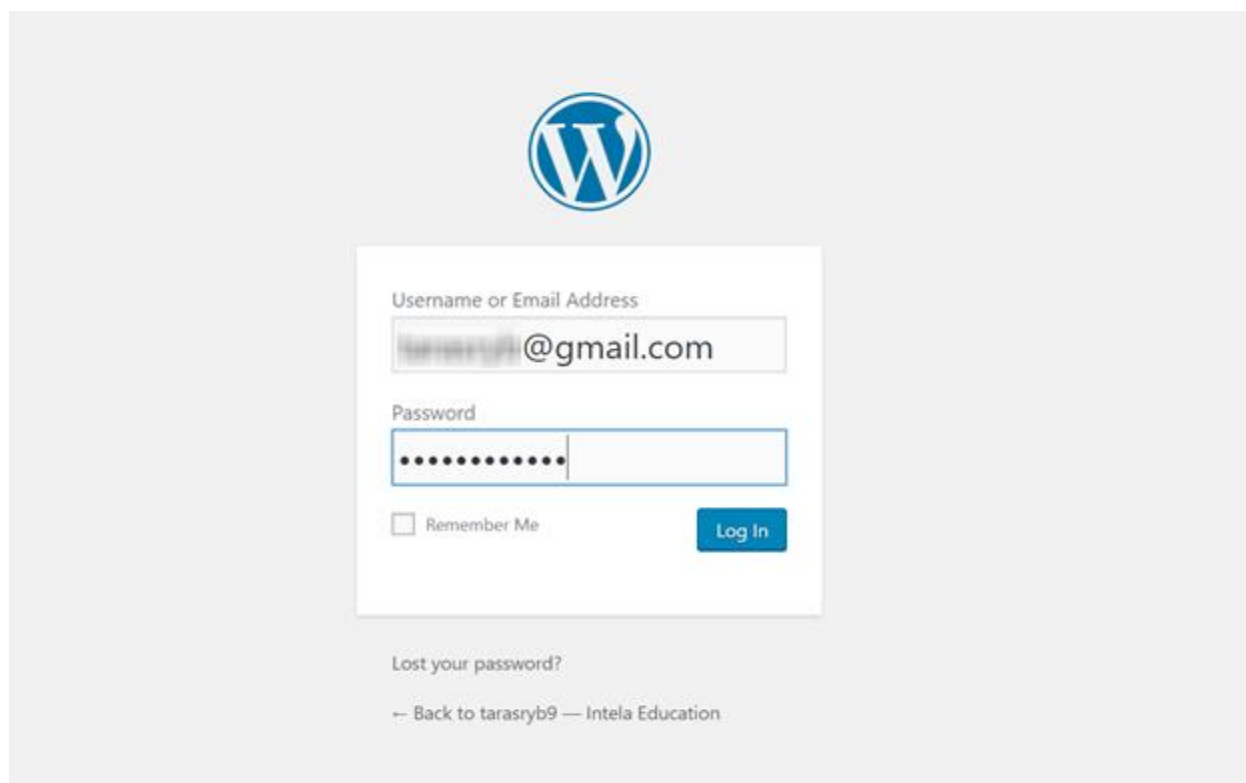 Username or Email Address
@gmail.com
Password
Remember Me
Log In
Lost your password?
← Back to tarasryb9 — Intela Education